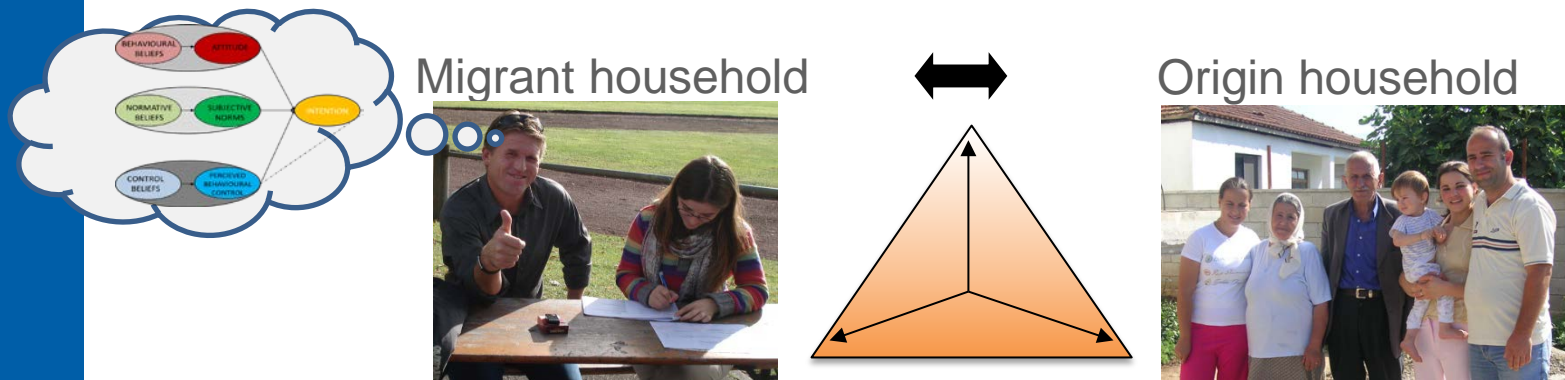 BEHAVIOURAL
BELIEFS
ATTITUDE
NORMATIVE
BELIEFS
SUBJECTIVE
NORMS
INTENTION
CONTROL
BELIEFS
PERCIEVED
BEHAVIOURAL
CONTROL
Migrant household
Origin household